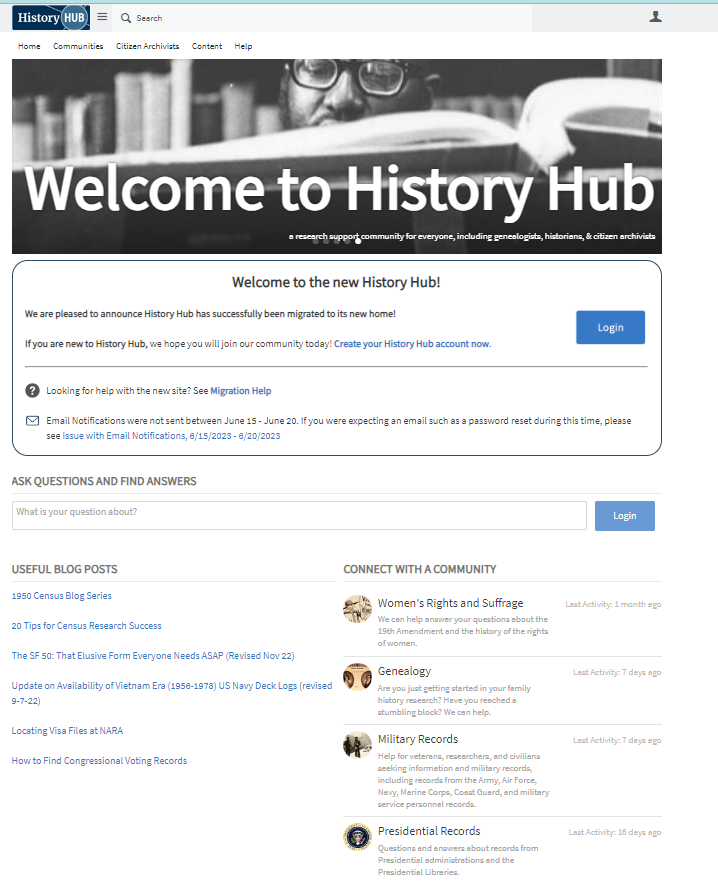 History HUB
Search
Home Communities Citizen Archivists Content Help
Welcome to History Hub
a research support community for everyone, including genealogists, historians, & citizen archivists
Welcome to the new History Hub!
We are pleased to announce History Hub has successfully been migrated to its new home!
Login
If you are new to History Hub, we hope you will join our community today! Create your History Hub account now.
Looking for help with the new site? See Migration Help
Email Notifications were not sent between June 15 - June 20. If you were expecting an email such as a password reset during this time, please
see Issue with Email Notifications, 6/15/2023 - 6/20/2023
ASK QUESTIONS AND FIND ANSWERS
What is your question about?
Login
USEFUL BLOG POSTS
1950 Census Blog Series
20 Tips for Census Research Success
The SF 50: That Elusive Form Everyone Needs ASAP (Revised Nov 22)
Update on Availability of Vietnam Era (1956-1978) US Navy Deck Logs (revised
9-7-22)
Locating Visa Files at NARA
How to Find Congressional Voting Records
CONNECT WITH A COMMUNITY
Women's Rights and Suffrage
Last Activity: 1 month ago
We can help answer your questions about the
19th Amendment and the history of the rights
of women.
Genealogy
Last Activity: 7 days ago
Are you just getting started in your family
history research? Have you reached a
stumbling block? We can help.
Military Records
Last Activity: 7 days ago
Help for veterans, researchers, and civilians
seeking information and military records,
including records from the Army, Air Force,
Navy, Marine Corps, Coast Guard, and military
service personnel records.
Presidential Records
Last Activity: 16 days ago
Questions and answers about records from
Presidential administrations and the
Presidential Libraries.